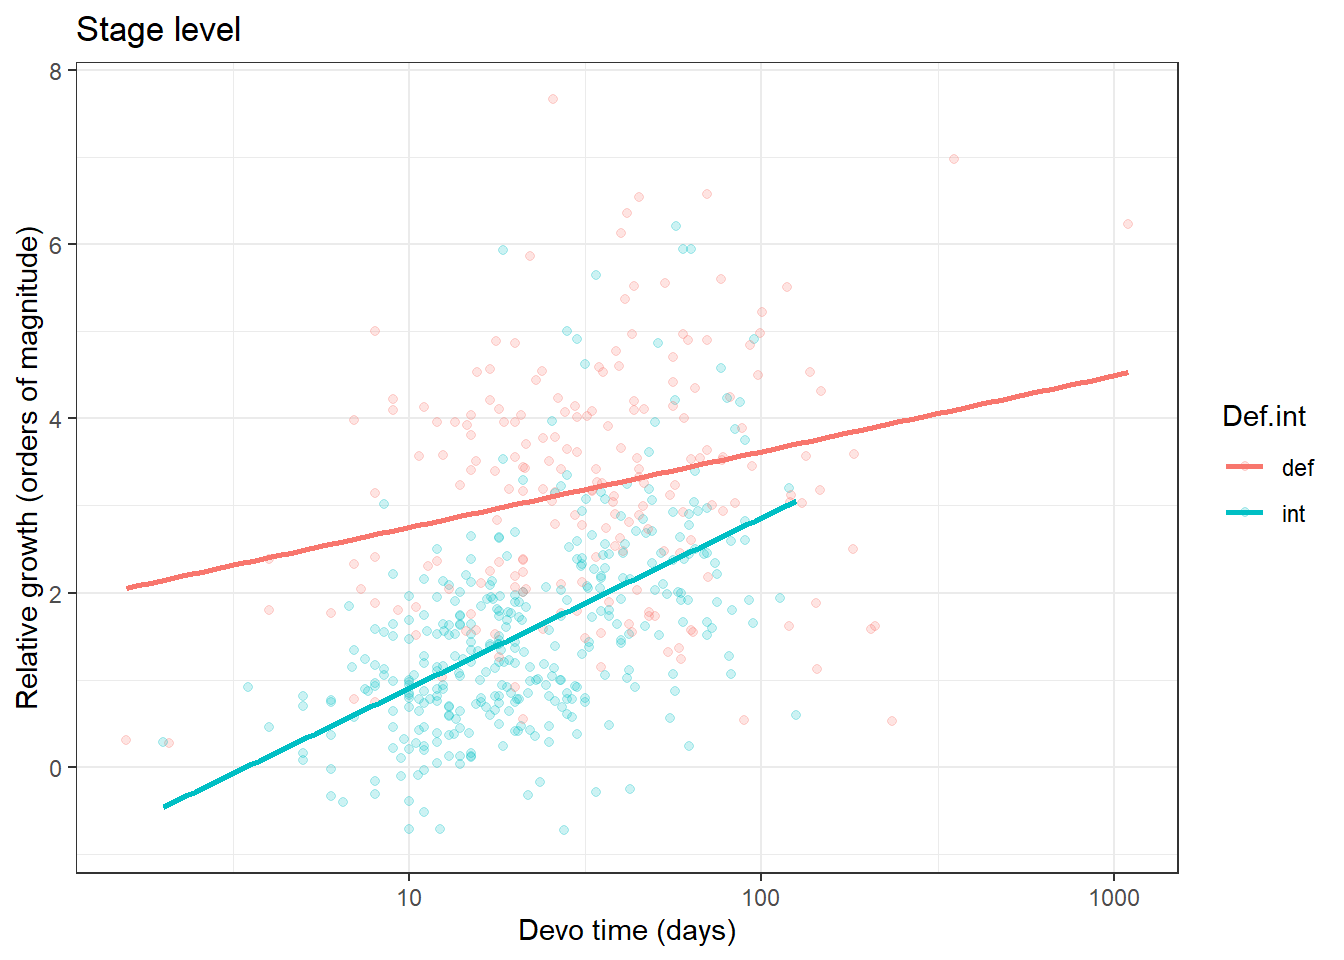 Stage level
Relative growth (orders of magnitude)
8
6
4
2
0
10
100
1000
Devo time (days)
Def.int
def
int